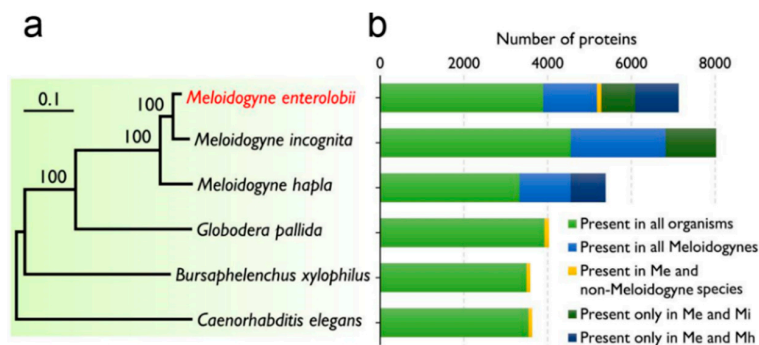 a
b
Number of proteins
0 2000 4000 6000 8000
0.1
100
100
100
Meloidogyne enterolobii
Meloidogyne incognita
Meloidogyne hapla
Globodera pallida
Bursaphelenchus xylophilus
Caenorhabditis elegans
Present in all organisms
Present in all Meloidogynes
Present in Me and
non-Meloidogyne species
Present only in Me and Mi
Present only in Me and Mh